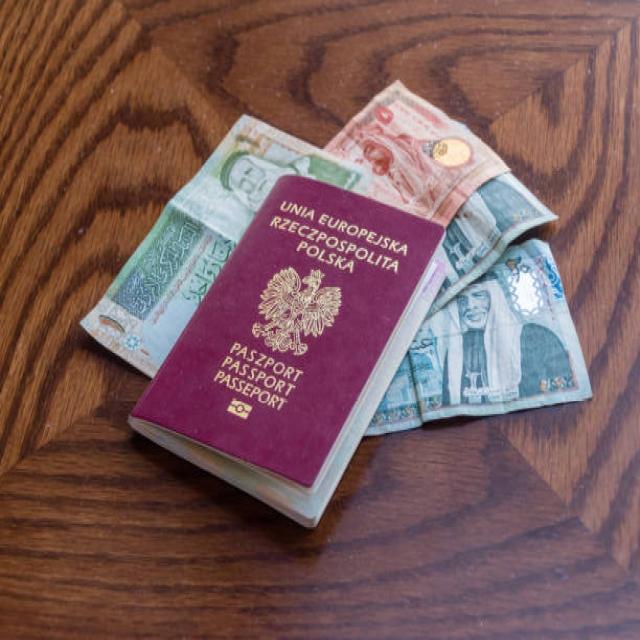 UNIA EUROPEJSKA
RZECZPOSPOLITA
POLSKA
PASZPORT
PASSPORT
PASSEPORT